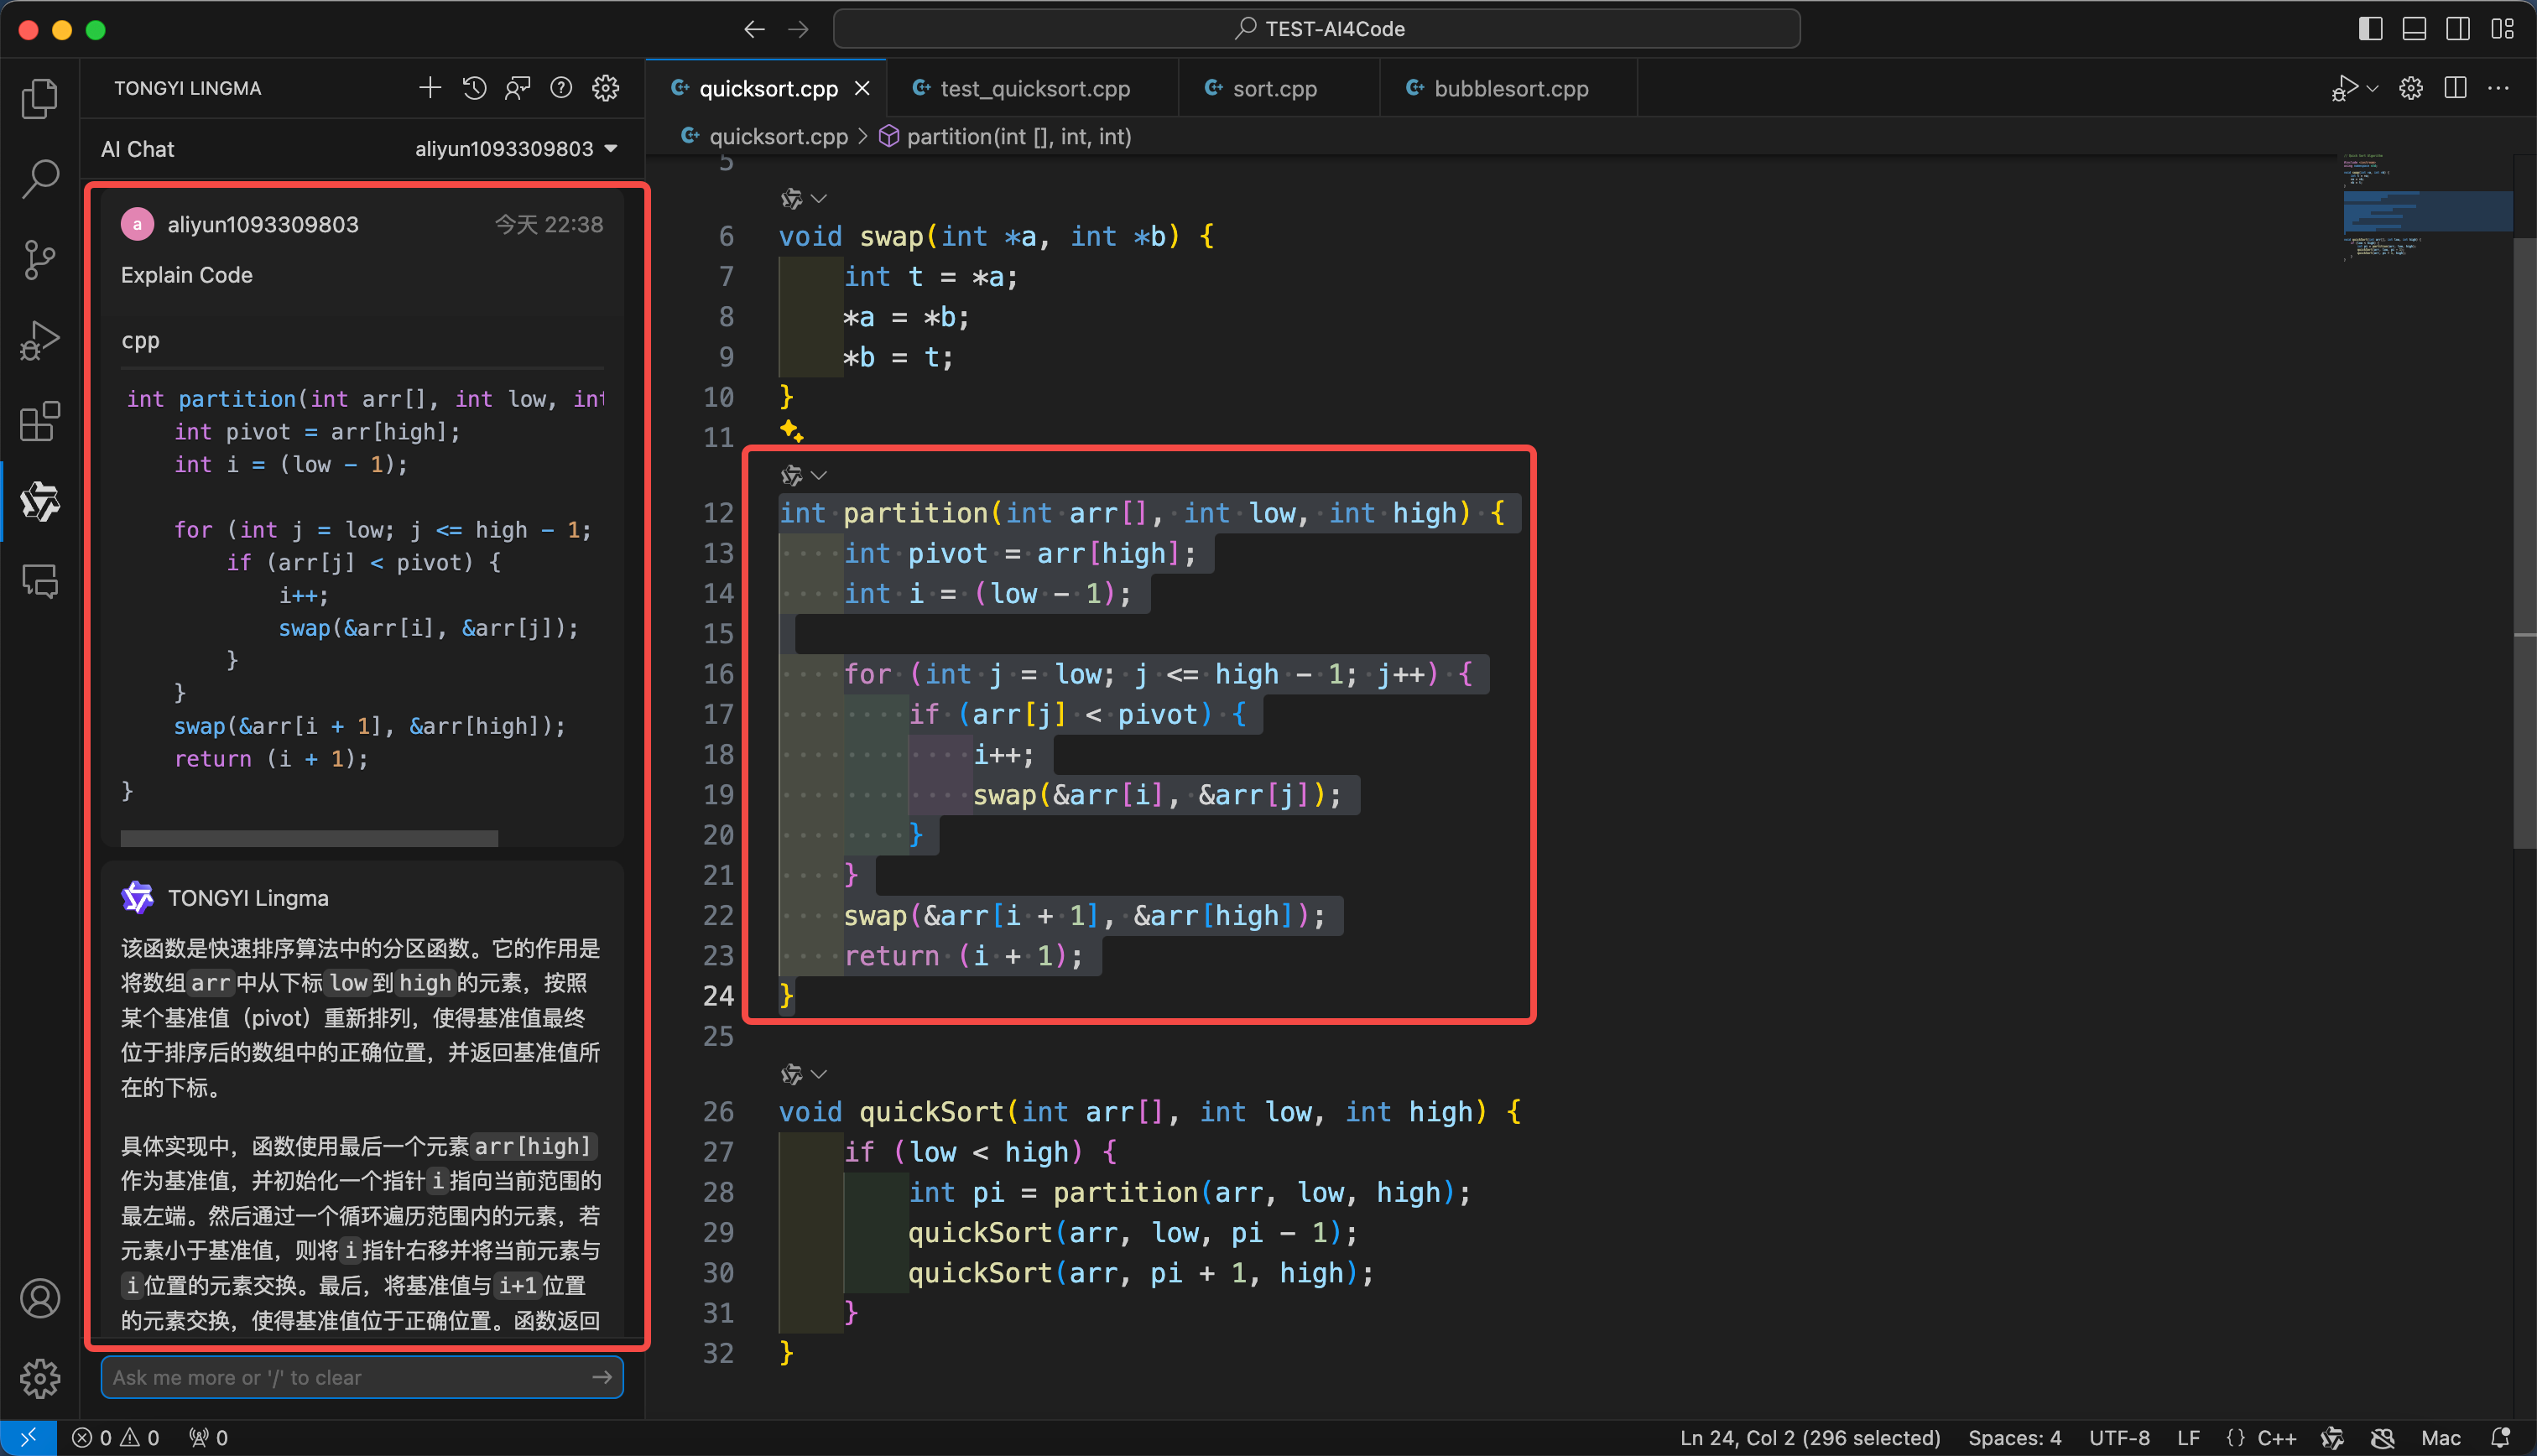 TEST-AI4Code
TONGYI LINGMA
AI Chat
aliyun1093309803
a
aliyun1093309803
今天 22:38
Explain Code
cpp
int partition(int arr[], int low, int
int pivot = arr[high];
int i = (low - 1);
for (int j = low; j <= high - 1;
if (arr[j] < pivot) {
i++;
swap(&arr[i], &arr[j]);
}
}
swap(&arr[i + 1], &arr[high]);
return (i + 1);
}
TONGYI Lingma
该函数是快速排序算法中的分区函数。它的作用是
将数组arr中从下标low到high的元素，按照
某个基准值（pivot）重新排列，使得基准值最终
位于排序后的数组中的正确位置，并返回基准值所
在的下标。
具体实现中，函数使用最后一个元素arr[high]
作为基准值，并初始化一个指针i指向当前范围的
最左端。然后通过一个循环遍历范围内的元素，若
元素小于基准值，则将i指针右移并将当前元素与
i位置的元素交换。最后，将基准值与i+1位置
的元素交换，使得基准值位于正确位置。函数返回
Ask me more or '/' to clear
quicksort.cpp
test_quicksort.cpp
sort.cpp
bubblesort.cpp
quicksort.cpp > partition(int [], int, int)
5
6 void swap(int *a, int *b) {
7 int t = *a;
8 *a = *b;
9 *b = t;
10 }
11
12 int partition(int arr[], int low, int high) {
13 int pivot = arr[high];
14 int i = (low - 1);
15
16 for (int j = low; j <= high - 1; j++) {
17 if (arr[j] < pivot) {
18 i++;
19 swap(&arr[i], &arr[j]);
20 }
21 }
22 swap(&arr[i + 1], &arr[high]);
23 return (i + 1);
24 }
25
26 void quickSort(int arr[], int low, int high) {
27 if (low < high) {
28 int pi = partition(arr, low, high);
29 quickSort(arr, low, pi - 1);
30 quickSort(arr, pi + 1, high);
31 }
32 }
0 0 0
Ln 24, Col 2 (296 selected) Spaces: 4 UTF-8 LF {} C++ Mac